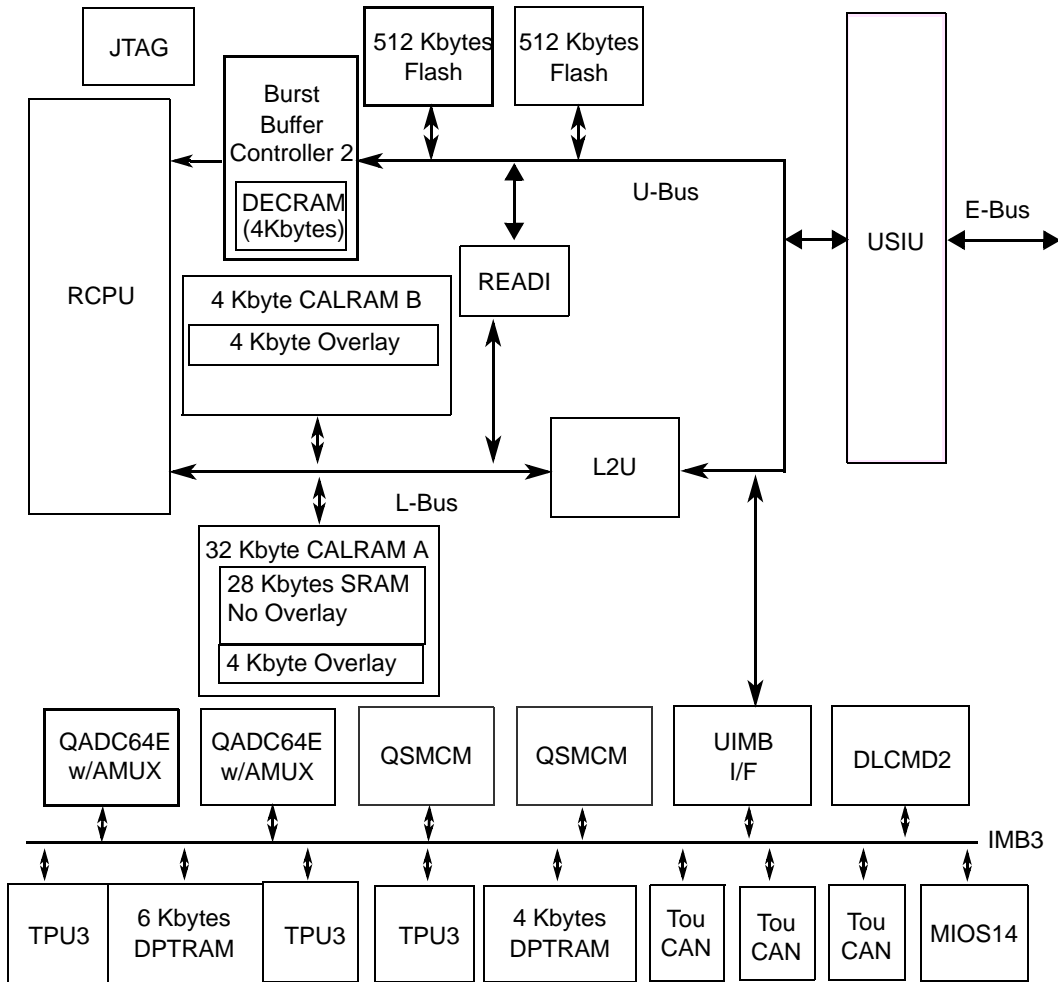 JTAG
512 Kbytes
Flash
512 Kbytes
Flash
Burst
Buffer
Controller 2
DECRAM
(4Kbytes)
U-Bus
E-Bus
USIU
RCPU
READI
4 Kbyte CALRAM B
4 Kbyte Overlay
L2U
L-Bus
32 Kbyte CALRAM A
28 Kbytes SRAM
No Overlay
4 Kbyte Overlay
QADC64E
w/AMUX
QADC64E
w/AMUX
QSMCM
QSMCM
UIMB
I/F
DLCMD2
IMB3
TPU3
6 Kbytes
DPTRAM
TPU3
TPU3
4 Kbytes
DPTRAM
Tou
CAN
Tou
CAN
Tou
CAN
MIOS14